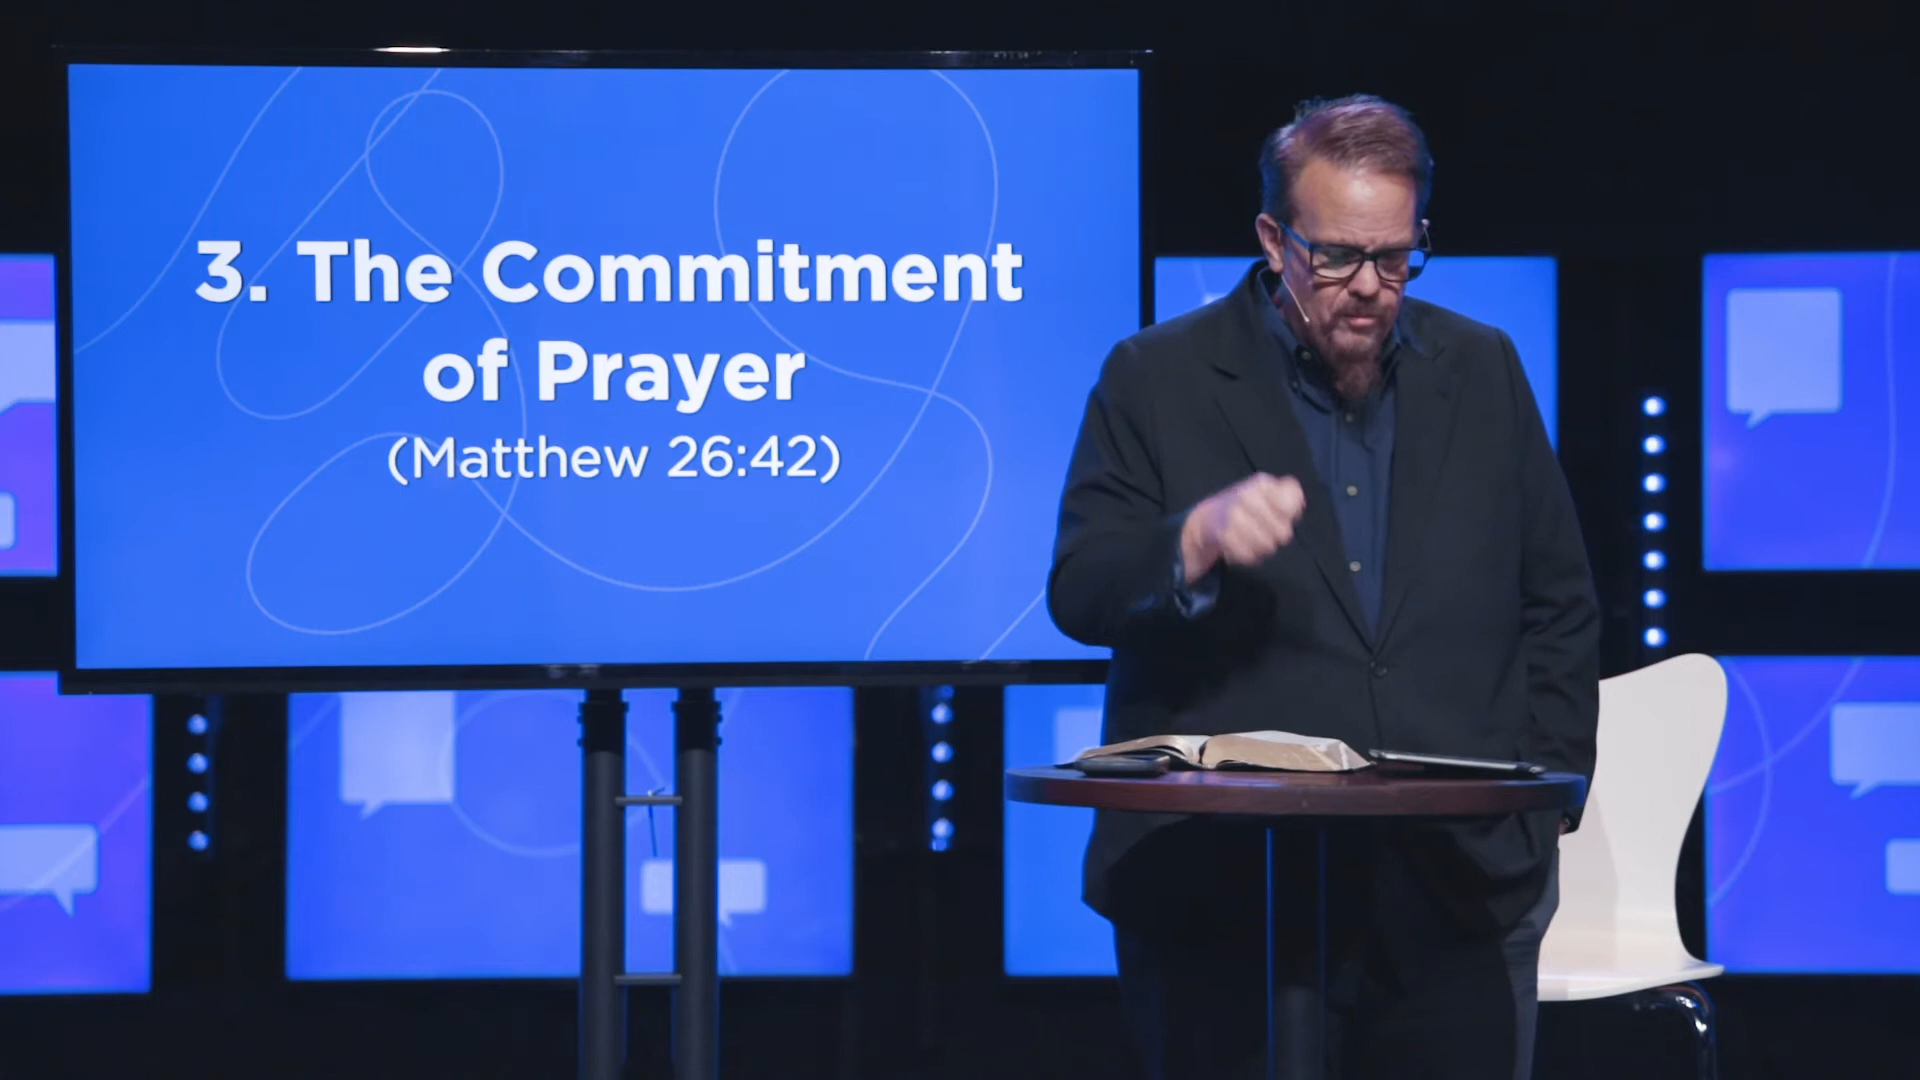 3. The Commitment
of Prayer
(Matthew 26:42)